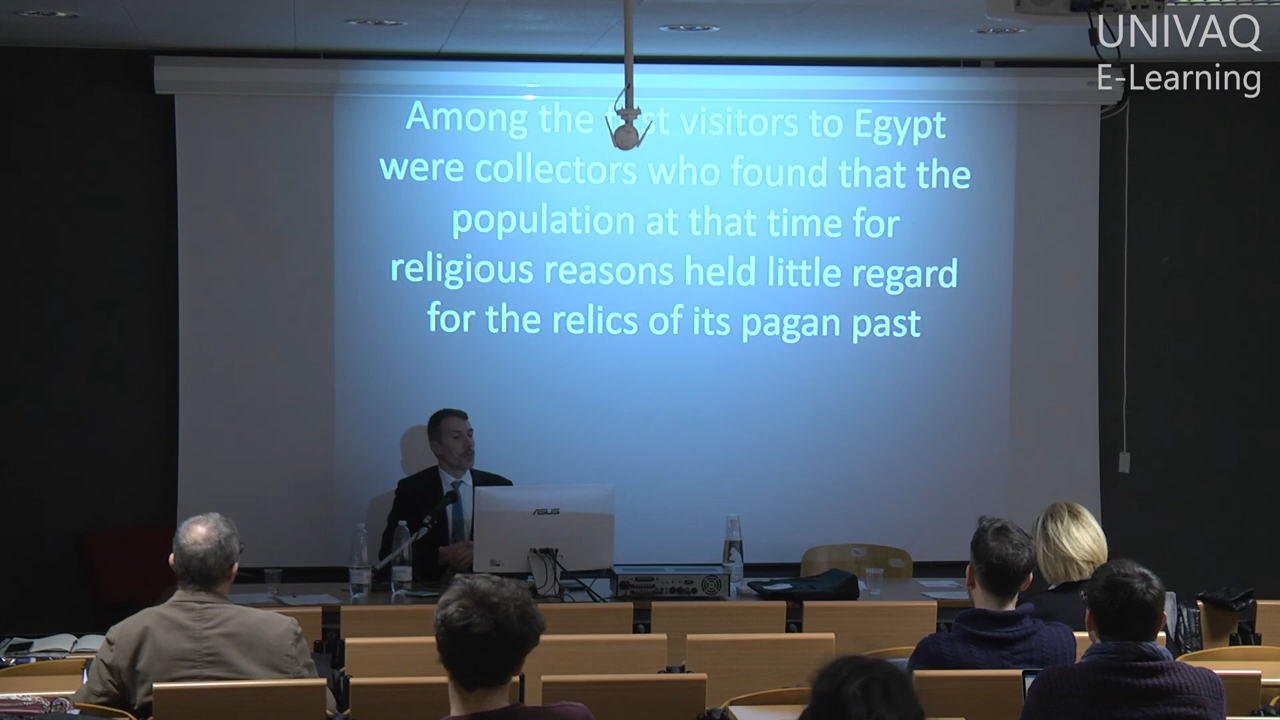 UNIVAQ
E-Learning
Among the visitors to Egypt
were collectors who found that the
population at that time for
religious reasons held little regard
for the relics of its pagan past
ASUS